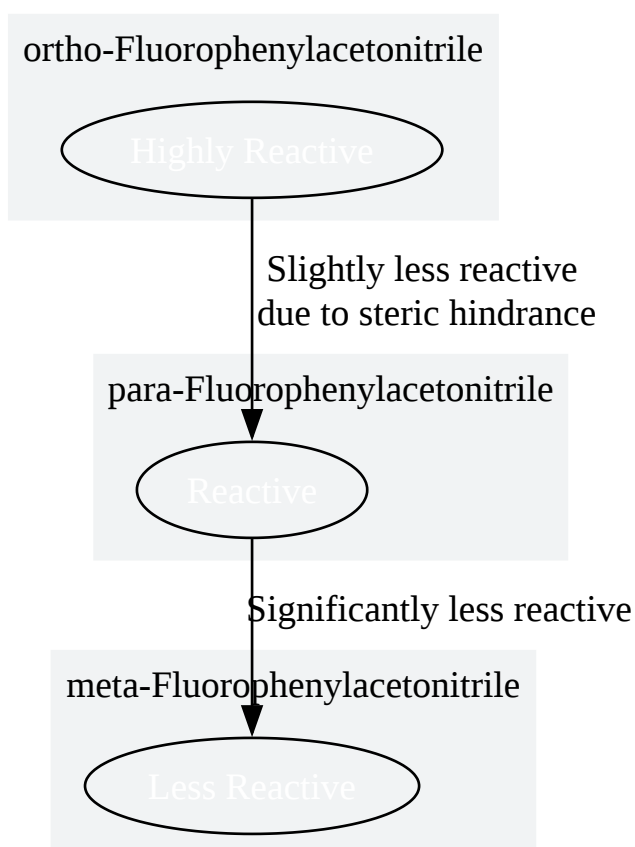 ortho-Fluorophenylacetonitrile
Highly Reactive
Slightly less reactive
due to steric hindrance
para-Fluorophenylacetonitrile
Reactive
Significantly less reactive
meta-Fluorophenylacetonitrile
Less Reactive